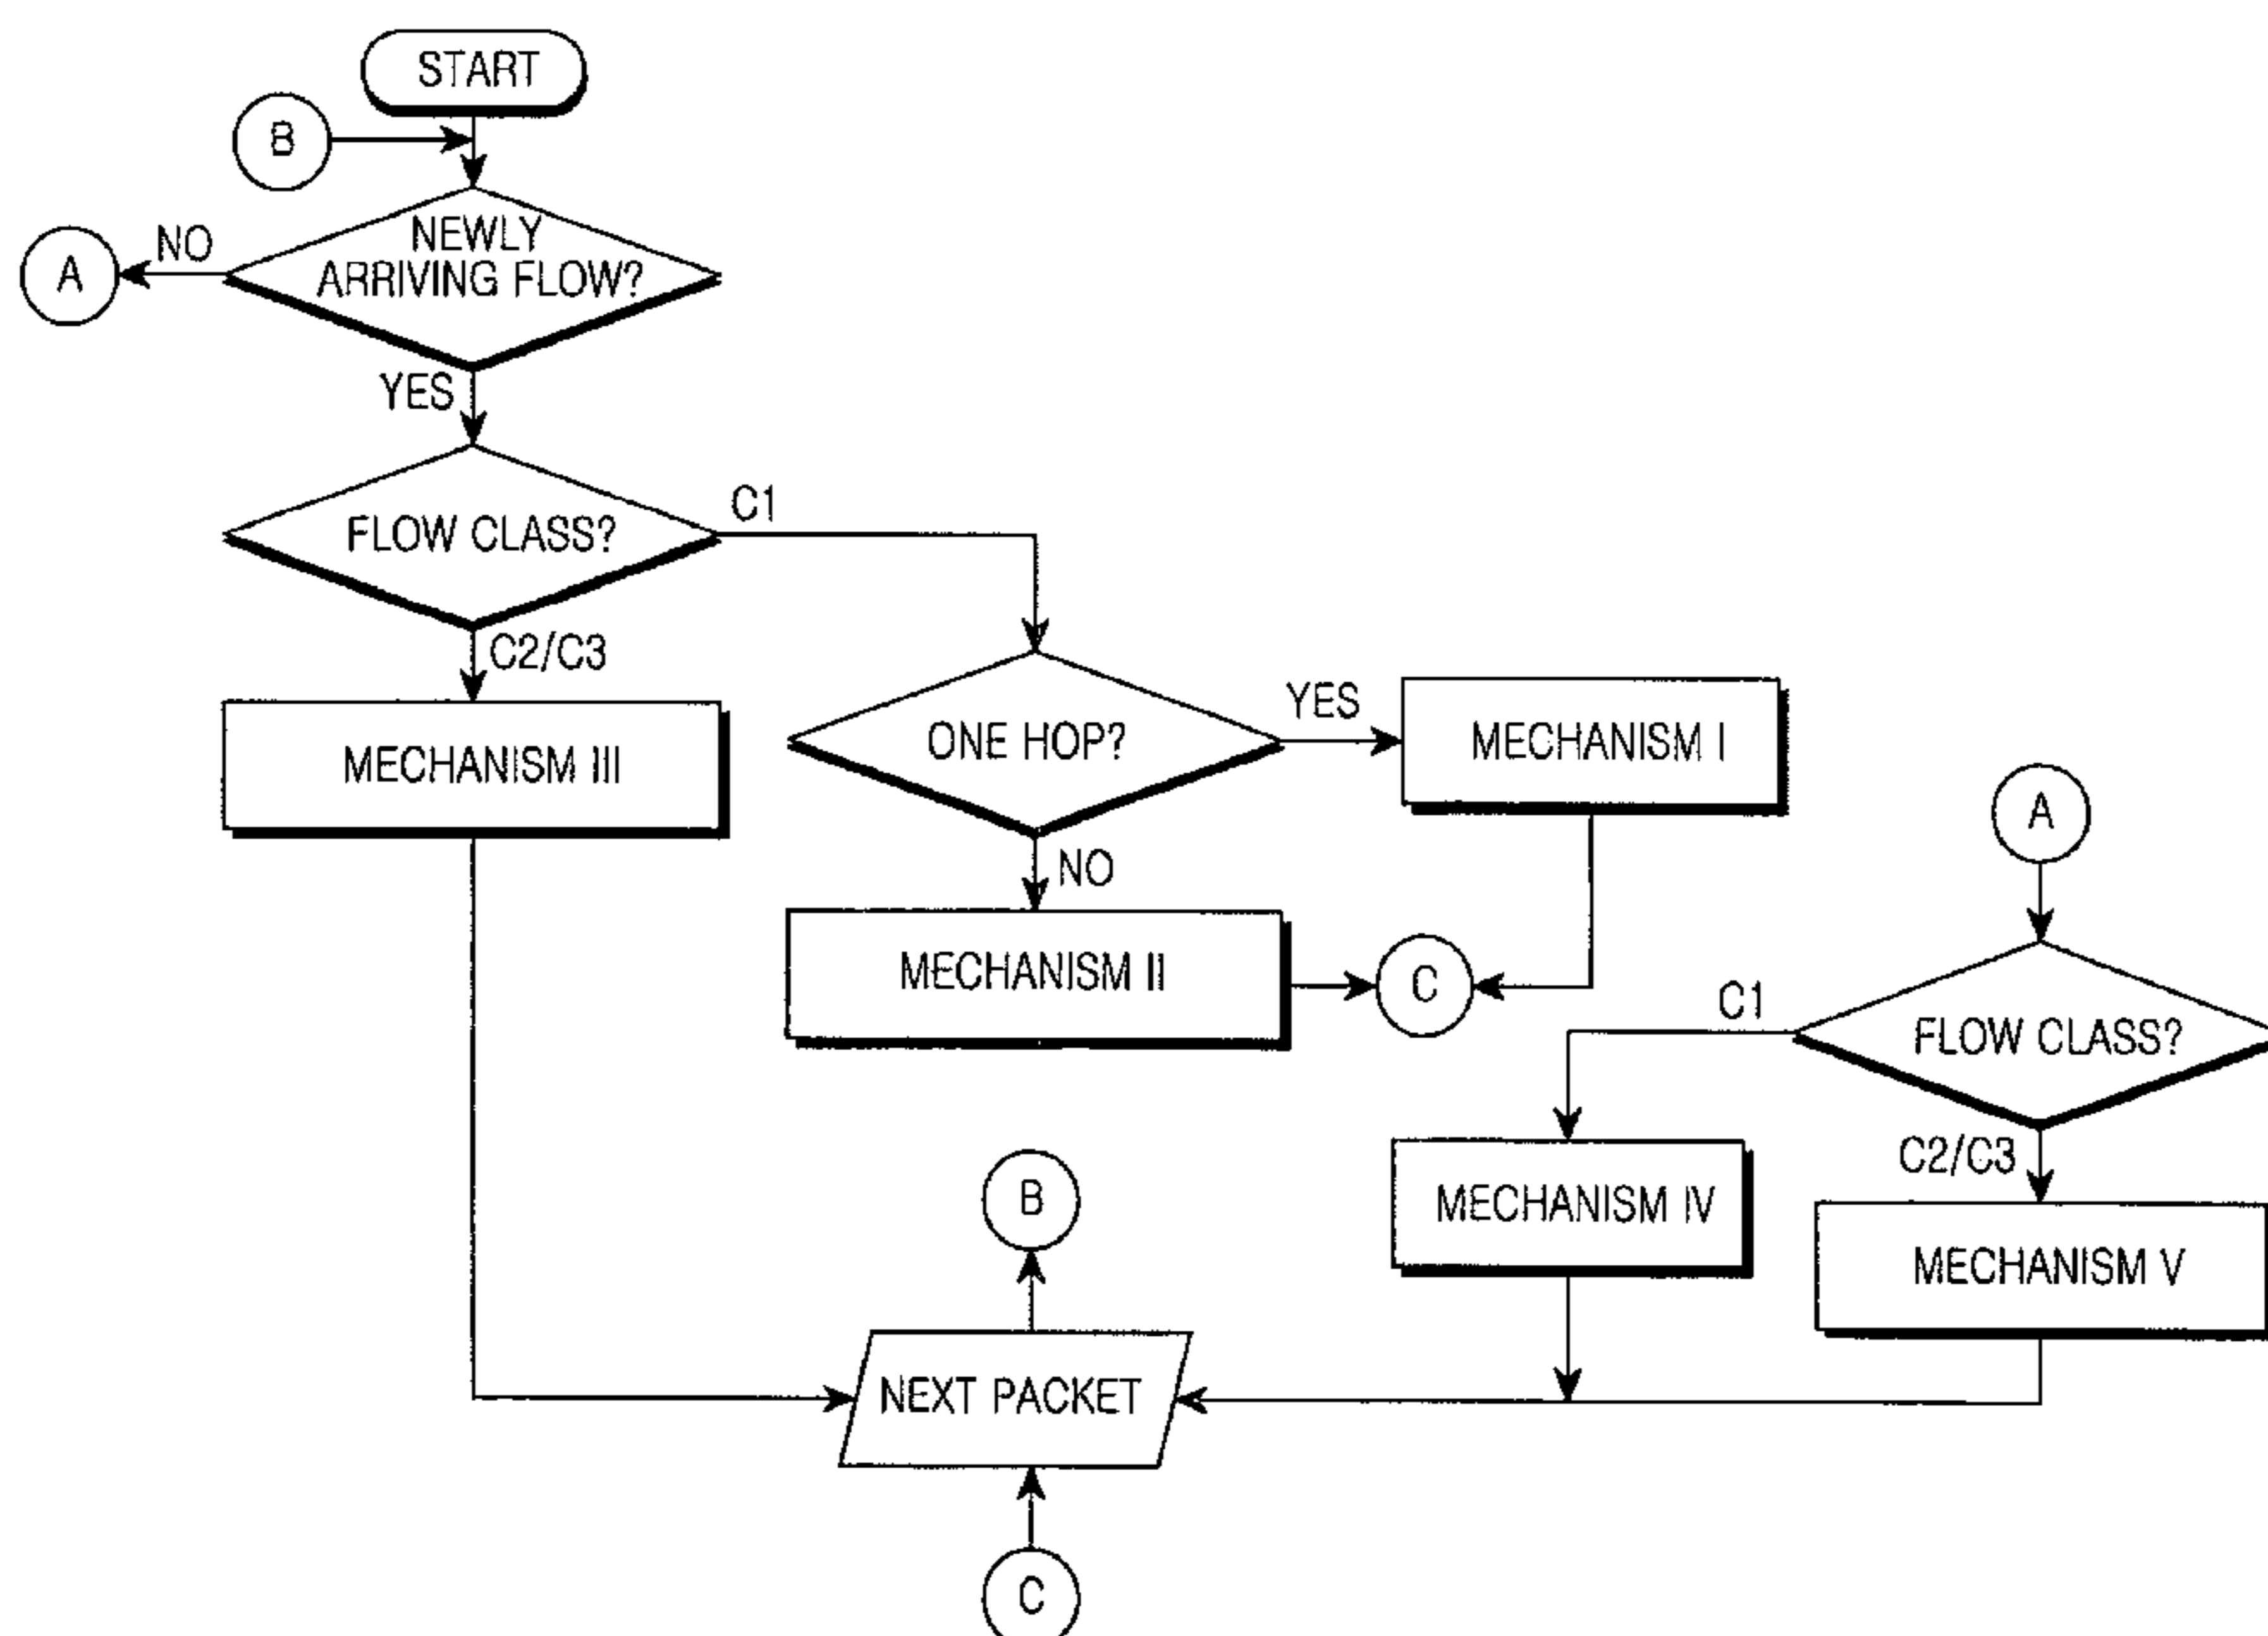 START
B
NEWLY
ARRIVING FLOW?
NO
A
YES
FLOW CLASS?
C1
C2/C3
MECHANISM III
ONE HOP?
YES
MECHANISM I
NO
MECHANISM II
C
A
FLOW CLASS?
C1
C2/C3
MECHANISM IV
MECHANISM V
B
NEXT PACKET
C